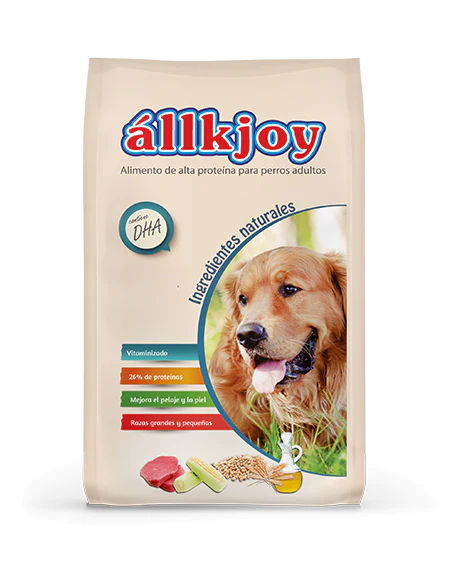 állkjoy
Alimento de alta proteína para perros adultos
contiene
DHA
Ingredientes naturales
Vitaminizado
26% de proteínas
Mejora el pelaje y la piel
Razas grandes y pequeñas